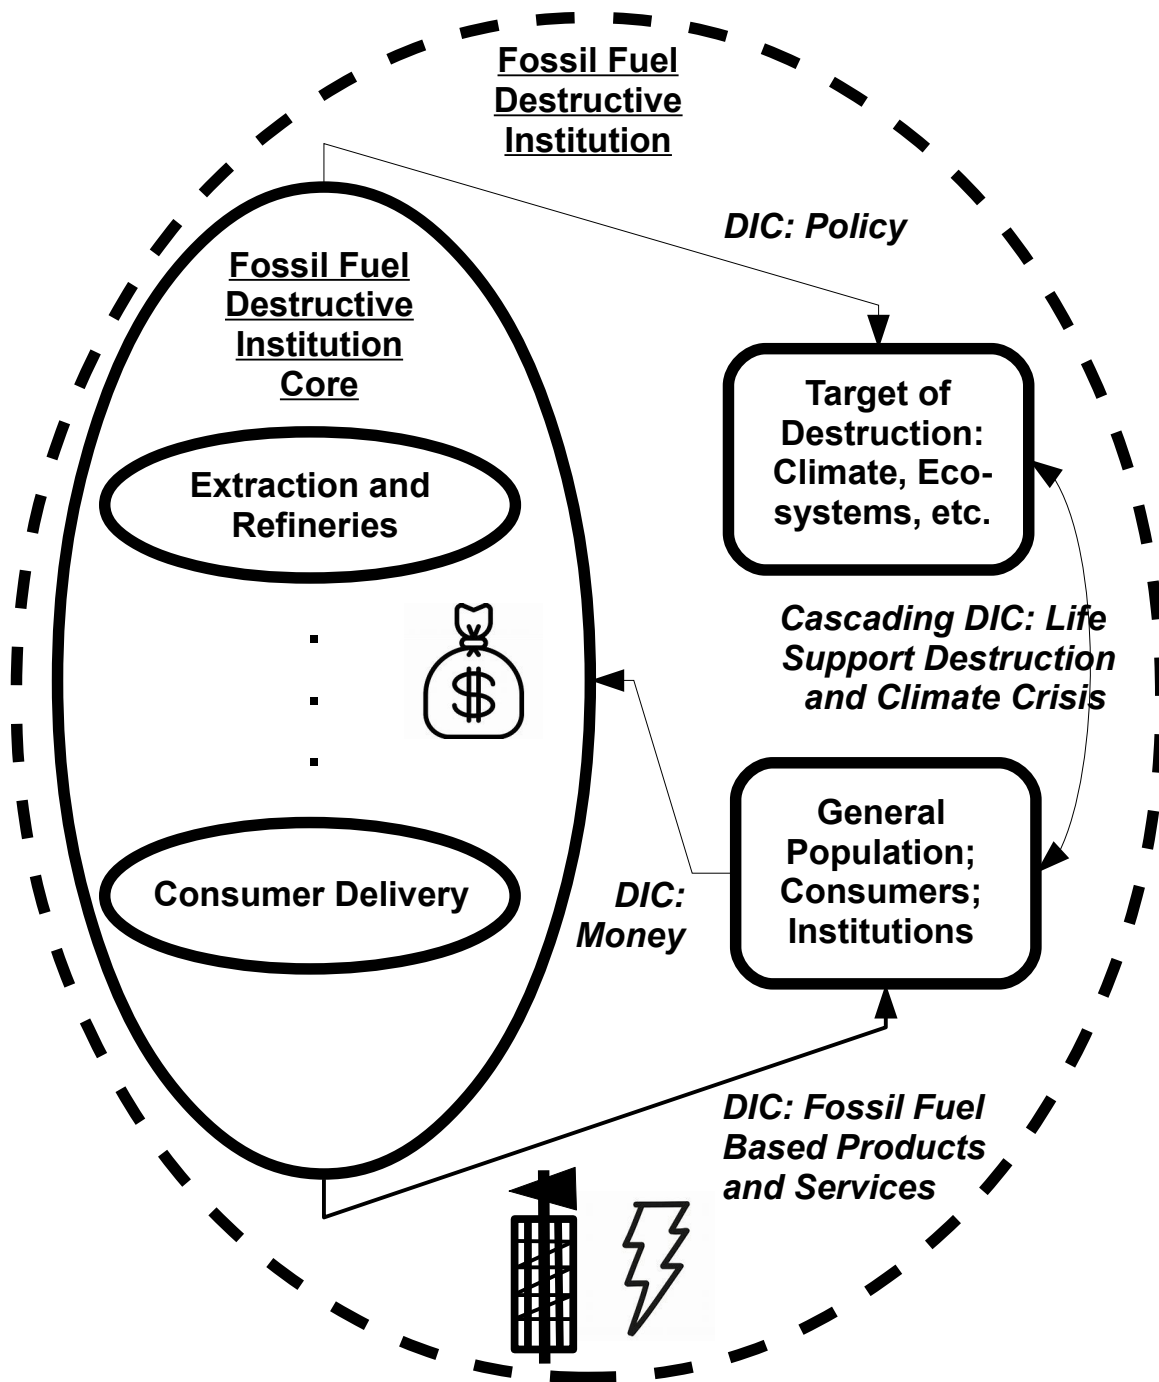 Fossil Fuel
Destructive
Institution
DIC: Policy
Fossil Fuel
Destructive
Institution
Core
Target of
Destruction:
Climate, Eco-
systems, etc.
Extraction and
Refineries
$
Cascading DIC: Life
Support Destruction
and Climate Crisis
General
Population;
Consumers;
Institutions
Consumer Delivery
DIC:
Money
DIC: Fossil Fuel
Based Products
and Services